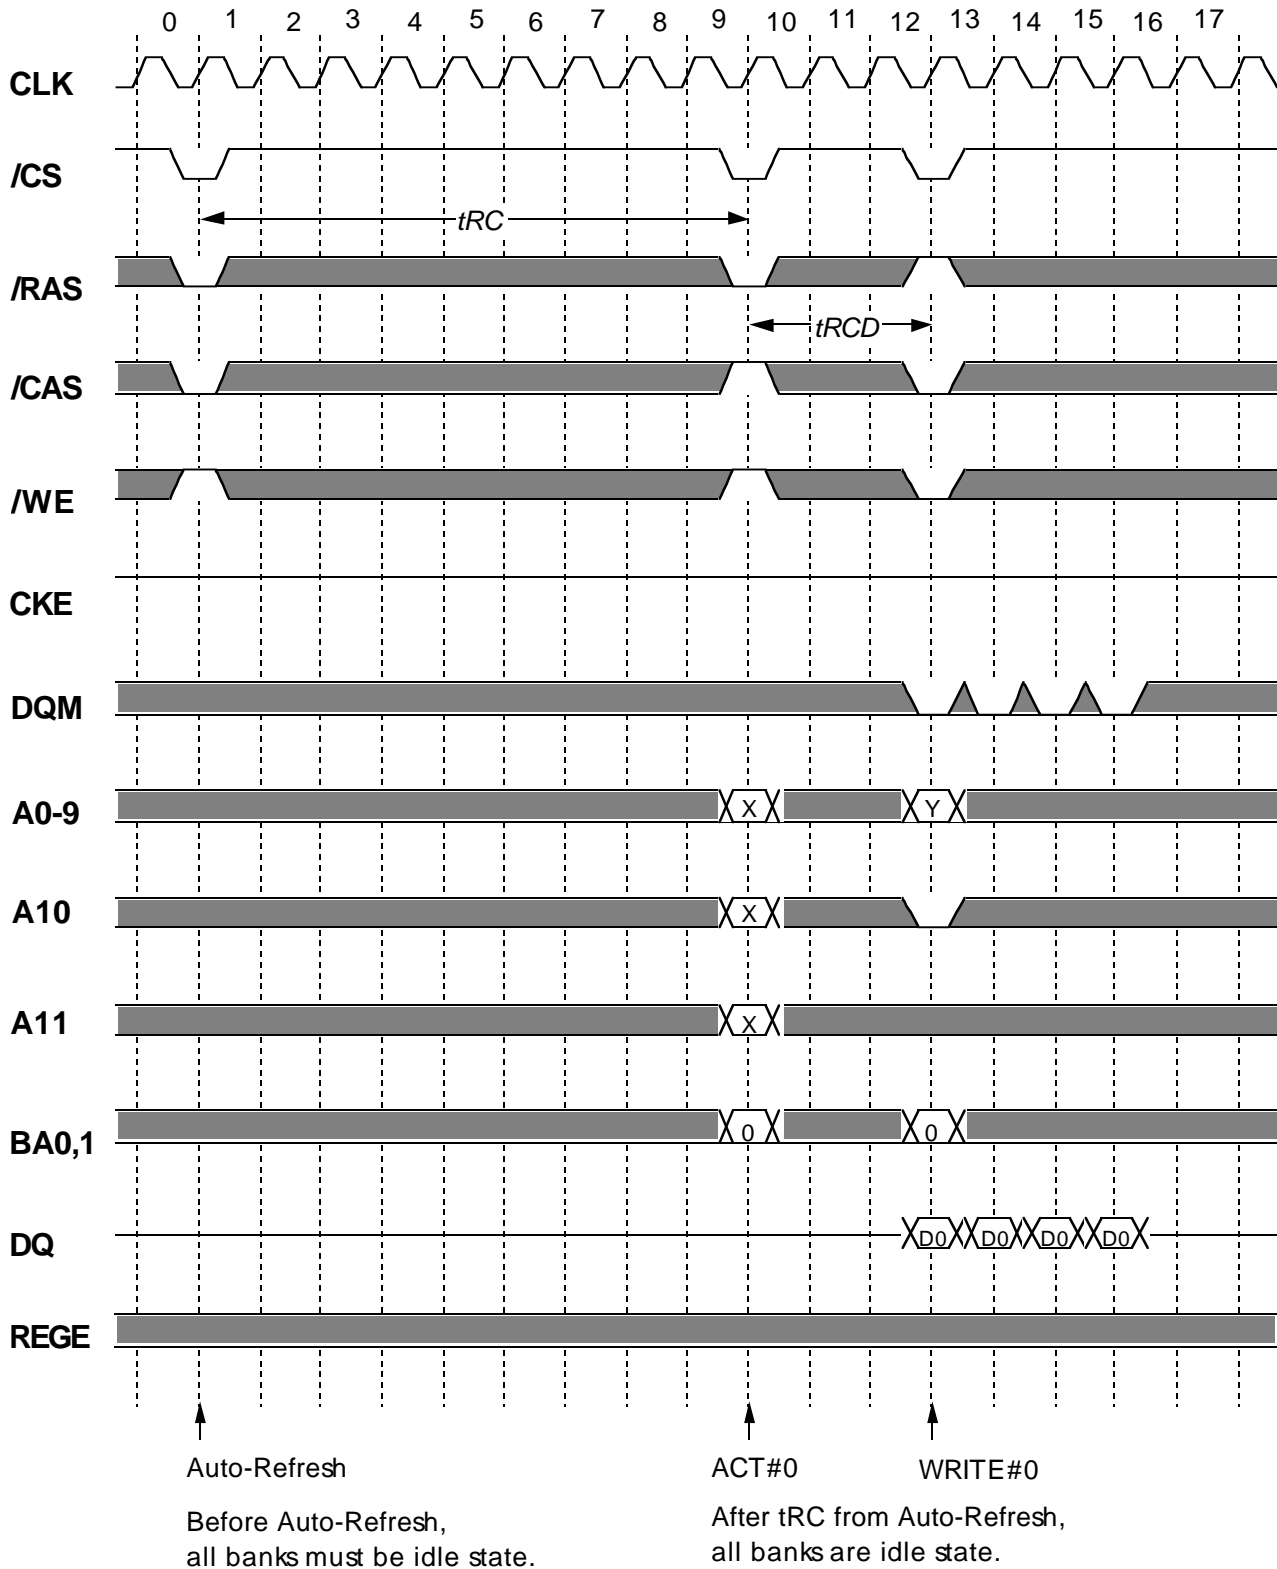 0 1 2 3 4 5 6 7 8 9 10 11 12 13 14 15 16 17
CLK
/CS
tRC
/RAS
tRCD
/CAS
/WE
CKE
DQM
A0-9 X Y
A10 X
A11 X
BA0,1 0 0
DQ D0 D0 D0 D0
REGE
Auto-Refresh ACT#0 WRITE#0
Before Auto-Refresh,
all banks must be idle state.
After tRC from Auto-Refresh,
all banks are idle state.